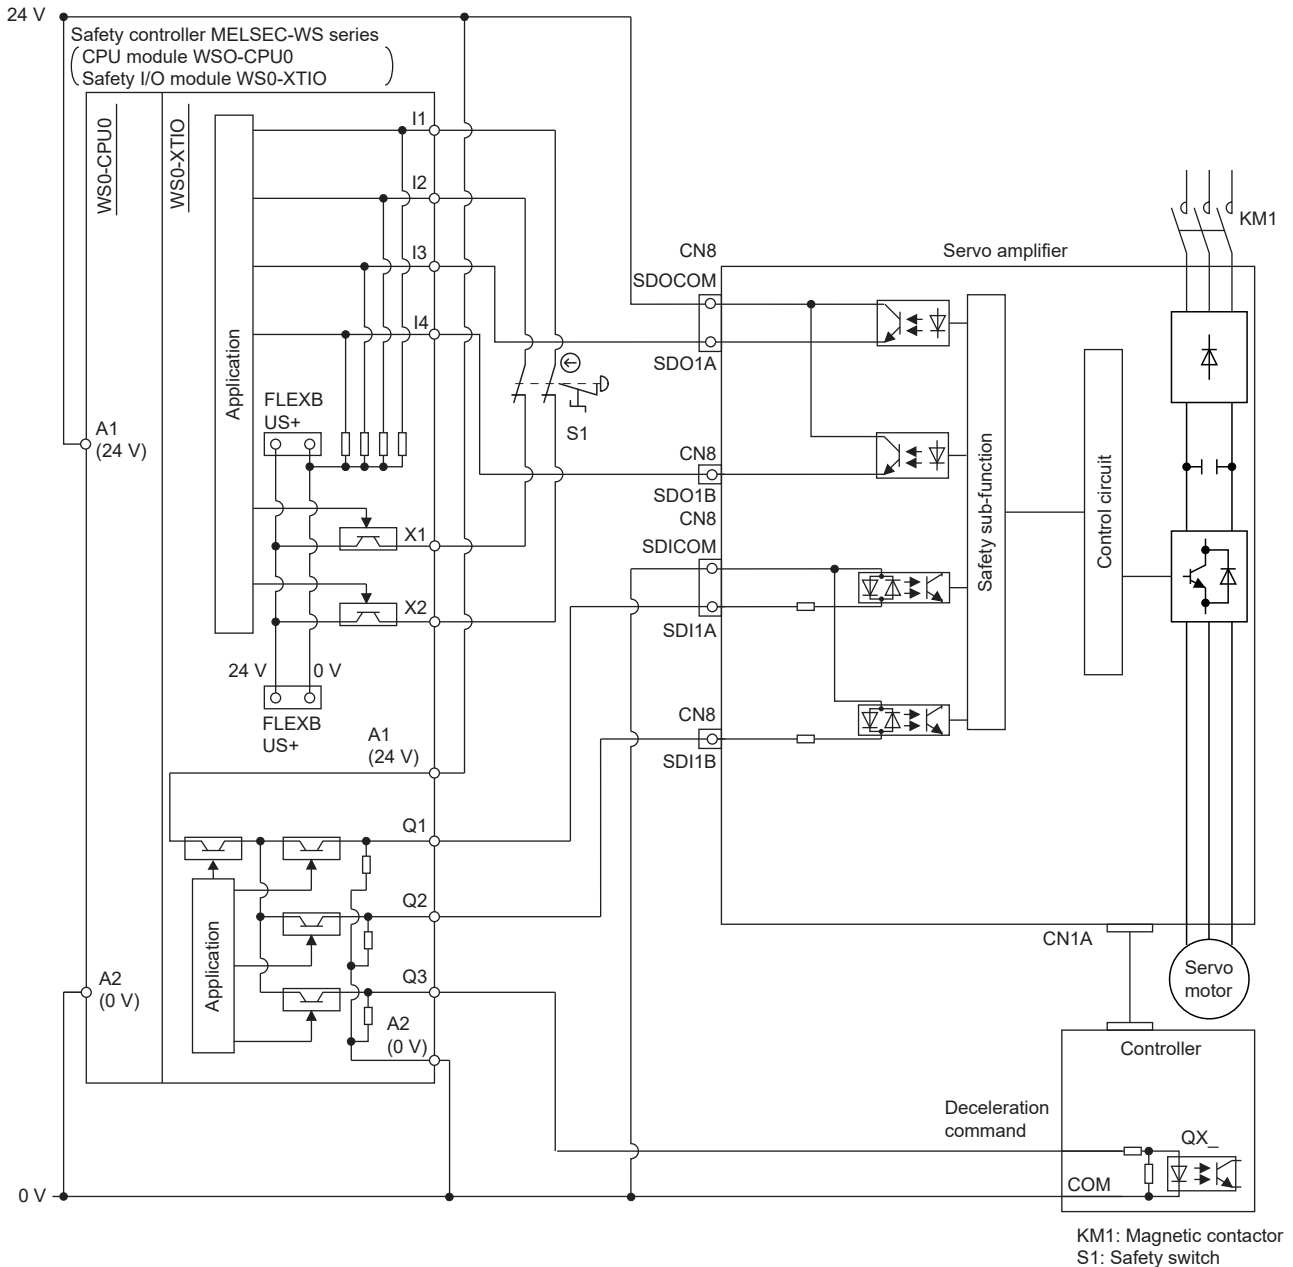 24 V
Safety controller MELSEC-WS series
CPU module WSO-CPU0
Safety I/O module WS0-XTIO
WS0-CPU0
WS0-XTIO
Application
I1
I2
I3
I4
FLEXB
US+
A1
(24 V)
X1
X2
24 V
0 V
FLEXB
US+
A1
(24 V)
Q1
Q2
Q3
Application
A2
(0 V)
A2
(0 V)
0 V
S1
CN8
SDOCOM
SDO1A
CN8
SDO1B
CN8
SDICOM
SDI1A
CN8
SDI1B
Servo amplifier
Safety sub-function
Control circuit
KM1
CN1A
Servo
motor
Controller
Deceleration
command
QX_
COM
KM1: Magnetic contactor
S1: Safety switch